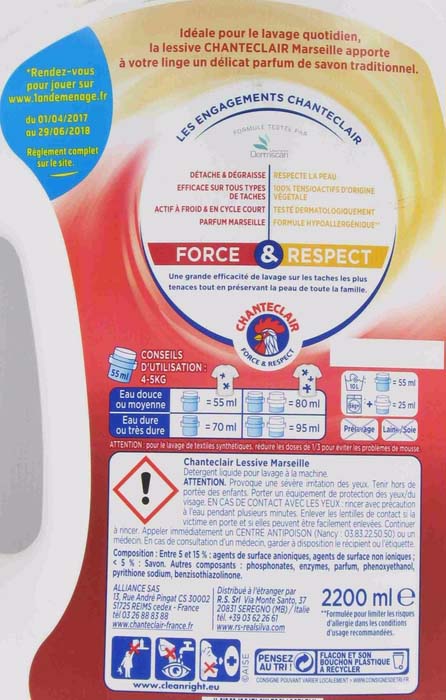 Idéale pour le lavage quotidien,
la lessive CHANTECLAIR Marseille apporte
à votre linge un délicat parfum de savon traditionnel.
*Rendez-vous
pour jouer sur
www.1andemenage.fr
du 01/04/2017
au 29/06/2018
Règlement complet
sur le site.
LES ENGAGEMENTS CHANTECLAIR
FORMULE TESTÉE PAR
Dermscan
DÉTACHE & DÉGRAISSE
EFFICACE SUR TOUS TYPES
DE TACHES
ACTIF À FROID & EN CYCLE COURT
PARFUM MARSEILLE
RESPECTE LA PEAU
100% TENSIOACTIFS D'ORIGINE
VÉGÉTALE
TESTÉ DERMATOLOGIQUEMENT
FORMULE HYPOALLERGÉNIQUE**
FORCE & RESPECT
Une grande efficacité de lavage sur les taches les plus
tenaces tout en préservant la peau de toute la famille.
CHANTECLAIR
FORCE & RESPECT
CONSEILS
D'UTILISATION :
4-5KG
55 ml
Eau douce
ou moyenne
= 55 ml
= 80 ml
Eau dure
ou très dure
= 70 ml
= 95 ml
10L
= 55 ml
= 25 ml
Prélavage
Laine/Soie
ATTENTION : pour le lavage de textiles synthétiques, réduire les doses de 1/3 pour éviter les problèmes de mousse
Chanteclair Lessive Marseille
Détergent liquide pour lavage à la machine.
ATTENTION. Provoque une sévère irritation des yeux. Tenir hors de
portée des enfants. Porter un équipement de protection des yeux/du
visage. EN CAS DE CONTACT AVEC LES YEUX : rincer avec précaution
à l'eau pendant plusieurs minutes. Enlever les lentilles de contact si la
victime en porte et si elles peuvent être facilement enlevées. Continuer
à rincer. Appeler immédiatement un CENTRE ANTIPOISON (Nancy : 03.83.22.50.50) ou un
médecin. En cas de consultation d'un médecin, garder à disposition le récipient ou l'étiquette.
Composition : Entre 5 et 15 % : agents de surface anioniques, agents de surface non ioniques ;
< 5 % : Savon. Autres composants : phosphonates, enzymes, parfum, phenoxyethanol,
pyrithione sodium, benzisothiazolinone.
ALLIANCE SAS
13, Rue André Pingat CS 30002
51725 REIMS cedex - France
tél 03 26 88 83 88
www.chanteclair-france.fr
Distribué à l'étranger par
R.S. Srl Via Monte Santo, 37
20831 SEREGNO (MB) / Italie
tél. +39 03 62 26 61
www.rs-realsilva.com
2200 ml e
**Formulée pour limiter les risques
d'allergie dans les conditions
d'usage recommandées.
©AISE
www.cleanright.eu
PENSEZ
AU TRI !
FLACON ET SON
BOUCHON PLASTIQUE
À RECYCLER
CONSIGNE POUVANT VARIER LOCALEMENT > WWW.CONSIGNESDETRI.FR